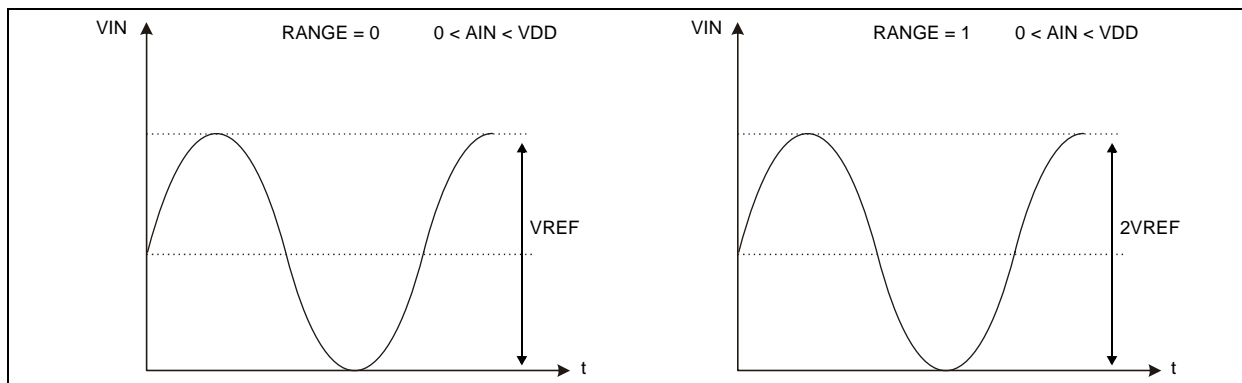 VIN
RANGE = 0 0 < AIN < VDD
VREF
t
VIN
RANGE = 1 0 < AIN < VDD
2VREF
t